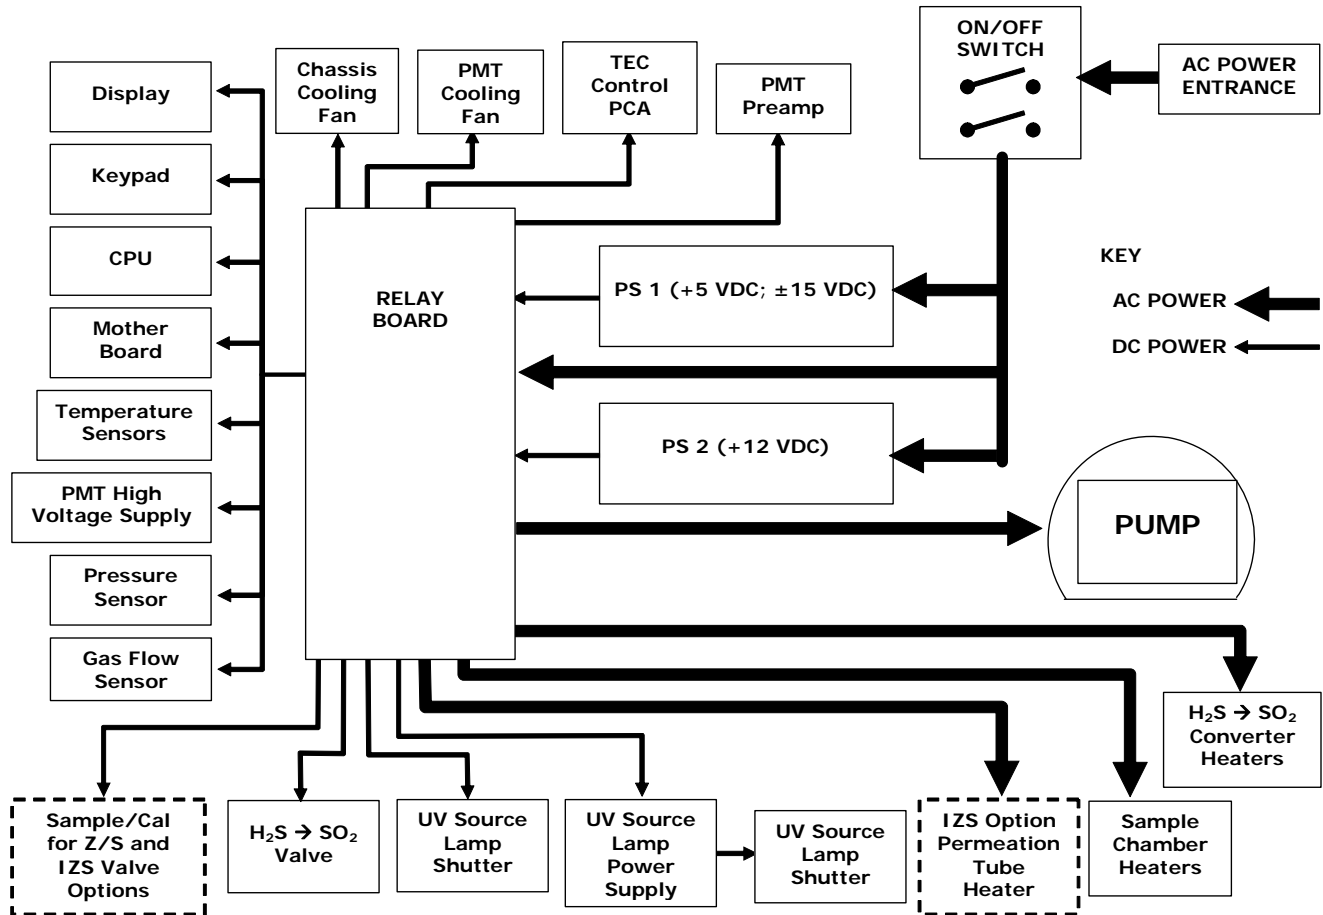 ON/OFF
SWITCH
AC POWER
ENTRANCE
Chassis
Cooling
Fan
PMT
Cooling
Fan
TEC
Control
PCA
PMT
Preamp
Display
Keypad
CPU
Mother
Board
Temperature
Sensors
PMT High
Voltage Supply
Pressure
Sensor
Gas Flow
Sensor
RELAY
BOARD
PS 1 (+5 VDC; ±15 VDC)
PS 2 (+12 VDC)
KEY
AC POWER
DC POWER
PUMP
H₂S → SO₂
Converter
Heaters
Sample/Cal
for Z/S and
IZS Valve
Options
H₂S → SO₂
Valve
UV Source
Lamp
Shutter
UV Source
Lamp
Power
Supply
UV Source
Lamp
Shutter
IZS Option
Permeation
Tube
Heater
Sample
Chamber
Heaters